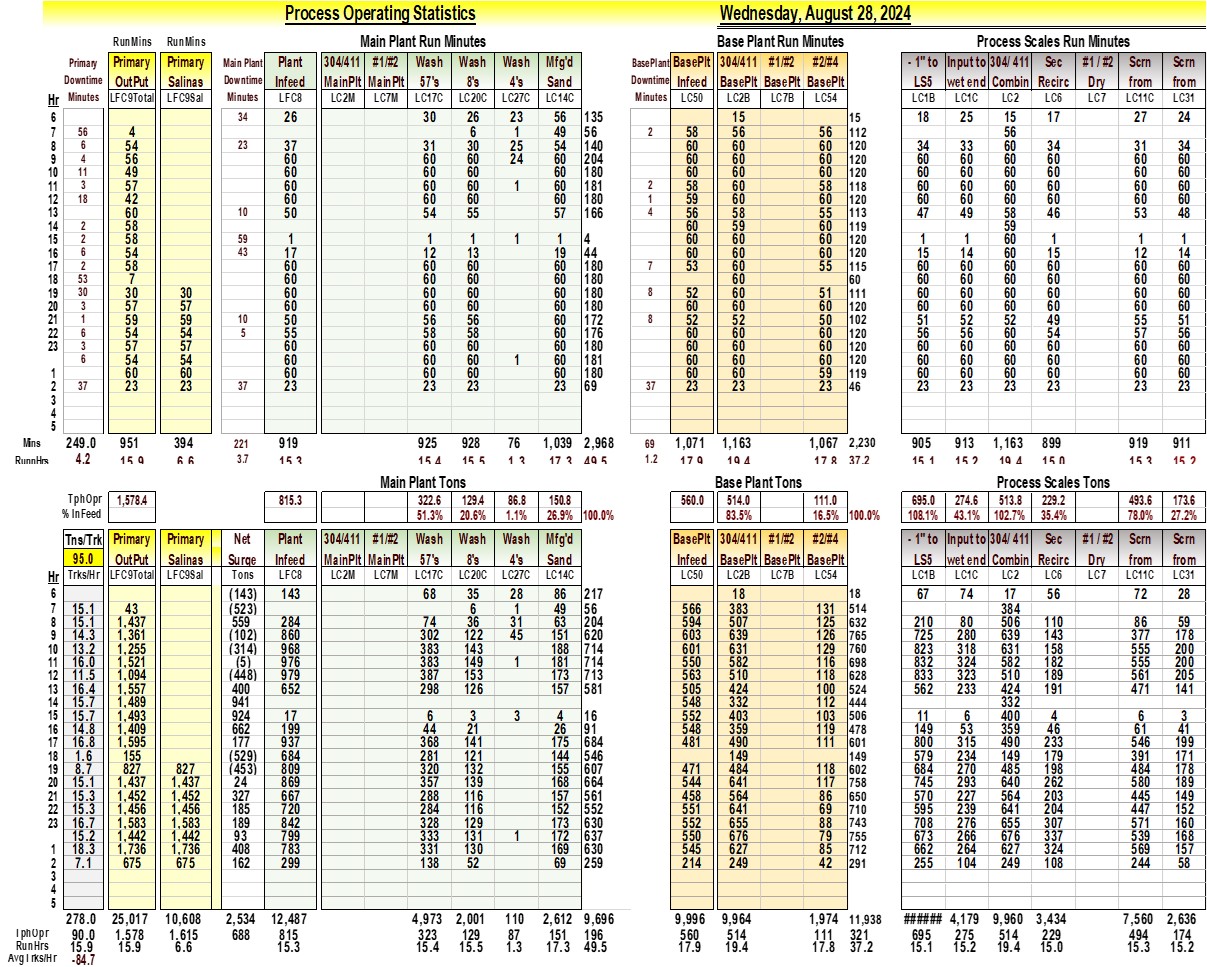 Process Operating Statistics Wednesday, August 28, 2024
RunMins RunMins Main Plant Run Minutes Base Plant Run Minutes Process Scales Run Minutes
Primary Primary Primary Main Plant Plant 304/411 #1/#2 Wash Wash Wash Mfg'd BasePlant BasePlt 304/411 #1/#2 #2/#4 - 1" to Input to 304/ 411 Sec #1 / #2 Scrn Scrn
Downtime OutPut Salinas Downtime Infeed MainPlt MainPlt 57's 8's 4's Sand Downtime Infeed BasePlt BasePlt BasePlt LS5 wet end Combin Recirc Dry from from
Hr Minutes LFC9Total LFC9Sal Minutes LFC8 LC2M LC7M LC17C LC20C LC27C LC14C Minutes LC50 LC2B LC7B LC54 LC1B LC1C LC2 LC6 LC7 LC11C LC31
6 34 26 30 26 23 56 135 15 15 18 25 15 17 27 24
7 56 4 6 1 49 56 2 58 56 56 112 56
8 6 54 23 37 31 30 25 54 140 60 60 60 120 34 33 60 34 31 34
9 4 56 60 60 60 24 60 204 60 60 60 120 60 60 60 60 60 60
10 11 49 60 60 60 60 180 60 60 60 120 60 60 60 60 60 60
11 3 57 60 60 60 1 60 181 2 58 60 58 118 60 60 60 60 60 60
12 18 42 60 60 60 60 180 1 59 60 60 120 60 60 60 60 60 60
13 60 10 50 54 55 57 166 4 56 58 55 113 47 49 58 46 53 48
14 2 58 60 59 60 119 59
15 2 58 59 1 1 1 1 1 4 60 60 60 120 1 1 60 1 1 1
16 6 54 43 17 12 13 19 44 60 60 60 120 15 14 60 15 12 14
17 2 58 60 60 60 60 180 7 53 60 55 115 60 60 60 60 60 60
18 53 7 60 60 60 60 180 60 60 60 60 60 60 60 60
19 30 30 30 60 60 60 60 180 8 52 60 51 111 60 60 60 60 60 60
20 3 57 57 60 60 60 60 180 60 60 60 120 60 60 60 60 60 60
21 1 59 59 10 50 56 56 60 172 8 52 52 50 102 51 52 52 49 55 51
22 6 54 54 5 55 58 58 60 176 60 60 60 120 56 56 60 54 57 56
23 3 57 57 60 60 60 60 180 60 60 60 120 60 60 60 60 60 60
6 54 54 60 60 60 1 60 181 60 60 60 120 60 60 60 60 60 60
1 60 60 60 60 60 60 180 60 60 59 119 60 60 60 60 60 60
2 37 23 23 37 23 23 23 23 69 37 23 23 23 46 23 23 23 23 23 23
3
4
5
Mins 249.0 951 394 221 919 925 928 76 1,039 2,968 69 1,071 1,163 1,067 2,230 905 913 1,163 899 919 911
RunnHrs 4.2 15.9 6.6 3.7 15.3 15.4 15.5 1.3 17.3 49.5 1.2 17.9 19.4 17.8 37.2 15.1 15.2 19.4 15.0 15.3 15.2
Main Plant Tons Base Plant Tons Process Scales Tons
TphOpr 1,578.4 815.3 322.6 129.4 86.8 150.8 560.0 514.0 111.0 695.0 274.6 513.8 229.2 493.6 173.6
% InFeed 51.3% 20.6% 1.1% 26.9% 100.0% 83.5% 16.5% 100.0% 108.1% 43.1% 102.7% 35.4% 78.0% 27.2%
Tns/Trk Primary Primary Net Plant 304/411 #1/#2 Wash Wash Wash Mfg'd BasePlt 304/411 #1/#2 #2/#4 - 1" to Input to 304/ 411 Sec #1 / #2 Scrn Scrn
95.0 OutPut Salinas Surge Infeed MainPlt MainPlt 57's 8's 4's Sand Infeed BasePlt BasePlt BasePlt LS5 wet end Combin Recirc Dry from from
Hr Trks/Hr LFC9Total LFC9Sal Tons LFC8 LC2M LC7M LC17C LC20C LC27C LC14C LC50 LC2B LC7B LC54 LC1B LC1C LC2 LC6 LC7 LC11C LC31
6 (143) 143 68 35 28 86 217 18 18 67 74 17 56 72 28
7 15.1 43 (523) 6 1 49 56 566 383 131 514 384
8 15.1 1,437 559 284 74 36 31 63 204 594 507 125 632 210 80 506 110 86 59
9 14.3 1,361 (102) 860 302 122 45 151 620 603 639 126 765 725 280 639 143 377 178
10 13.2 1,255 (314) 968 383 143 188 714 601 631 129 760 823 318 631 158 555 200
11 16.0 1,521 (5) 976 383 149 1 181 714 550 582 116 698 832 324 582 182 555 200
12 11.5 1,094 (448) 979 387 153 173 713 563 510 118 628 833 323 510 189 561 205
13 16.4 1,557 400 652 298 126 157 581 505 424 100 524 562 233 424 191 471 141
14 15.7 1,489 941 548 332 112 444 332
15 15.7 1,493 924 17 6 3 3 4 16 552 403 103 506 11 6 400 4 6 3
16 14.8 1,409 662 199 44 21 26 91 548 359 119 478 149 53 359 46 61 41
17 16.8 1,595 177 937 368 141 175 684 481 490 111 601 800 315 490 233 546 199
18 1.6 155 (529) 684 281 121 144 546 149 149 579 234 149 179 391 171
19 8.7 827 827 (453) 809 320 132 155 607 471 484 118 602 684 270 485 198 484 178
20 15.1 1,437 1,437 24 869 357 139 168 664 544 641 117 758 745 293 640 262 580 189
21 15.3 1,452 1,452 327 667 288 116 157 561 458 564 86 650 570 227 564 203 445 149
22 15.3 1,456 1,456 185 720 284 116 152 552 551 641 69 710 595 239 641 204 447 152
23 16.7 1,583 1,583 189 842 328 129 173 630 552 655 88 743 708 276 655 307 571 160
15.2 1,442 1,442 93 799 333 131 1 172 637 550 676 79 755 673 266 676 337 539 168
1 18.3 1,736 1,736 408 783 331 130 169 630 545 627 85 712 662 264 627 324 569 157
2 7.1 675 675 162 299 138 52 69 259 214 249 42 291 255 104 249 108 244 58
3
4
5
278.0 25,017 10,608 2,534 12,487 4,973 2,001 110 2,612 9,696 9,996 9,964 1,974 11,938 ###### 4,179 9,960 3,434 7,560 2,636
TphOpr 90.0 1,578 1,615 688 815 323 129 87 151 196 560 514 111 321 695 275 514 229 494 174
RunHrs 15.9 15.9 6.6 15.3 15.4 15.5 1.3 17.3 49.5 17.9 19.4 17.8 37.2 15.1 15.2 19.4 15.0 15.3 15.2
AvgTrks/Hr -84.7